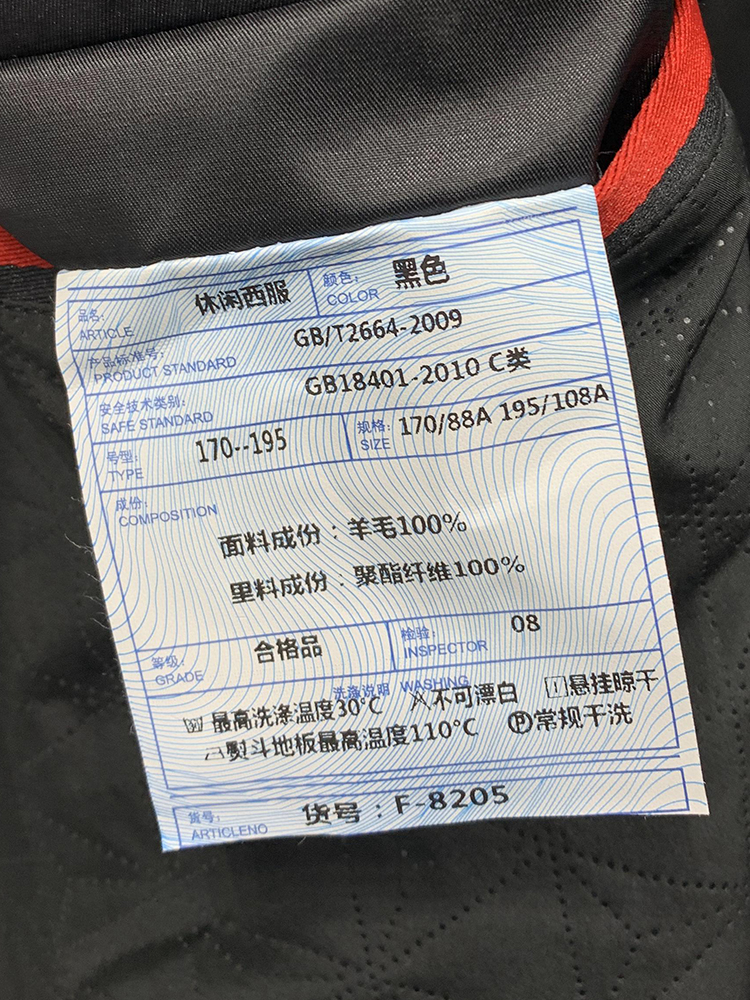 品名: 休闲西服 颜色: 黑色
ARTICLE COLOR
产品标准号: GB/T2664-2009
PRODUCT STANDARD
安全技术类别: GB18401-2010 C类
SAFE STANDARD
号型: 170--195 规格: 170/88A 195/108A
TYPE SIZE
成份:
COMPOSITION
面料成份：羊毛100%
里料成份：聚酯纤维100%
等级: 合格品 检验: 08
GRADE INSPECTOR
洗涤说明 WASHING
最高洗涤温度30°C 不可漂白 悬挂晾干
熨斗地板最高温度110°C Ⓟ常规干洗
货号: 货号：F-8205
ARTICLENO